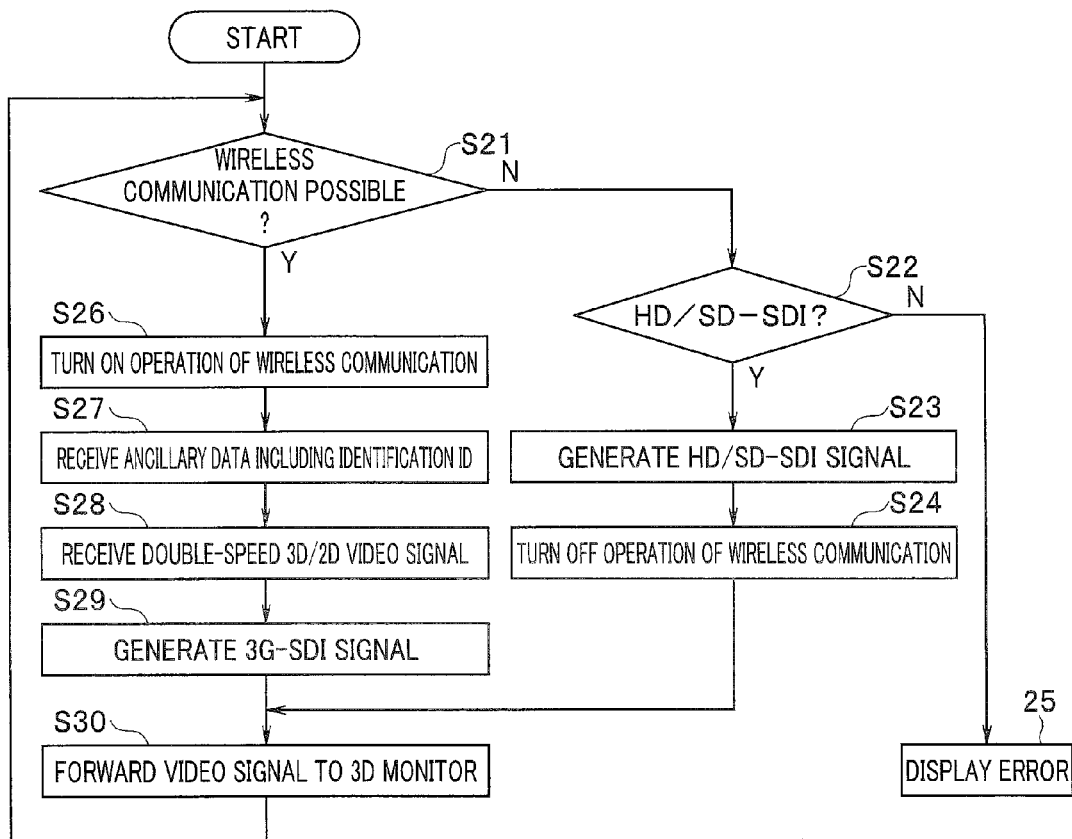 START
S21
WIRELESS
COMMUNICATION POSSIBLE
?
N
Y
S22
HD/SD-SDI?
N
Y
S26
TURN ON OPERATION OF WIRELESS COMMUNICATION
S27
RECEIVE ANCILLARY DATA INCLUDING IDENTIFICATION ID
S28
RECEIVE DOUBLE-SPEED 3D/2D VIDEO SIGNAL
S29
GENERATE 3G-SDI SIGNAL
S23
GENERATE HD/SD-SDI SIGNAL
S24
TURN OFF OPERATION OF WIRELESS COMMUNICATION
S30
FORWARD VIDEO SIGNAL TO 3D MONITOR
25
DISPLAY ERROR